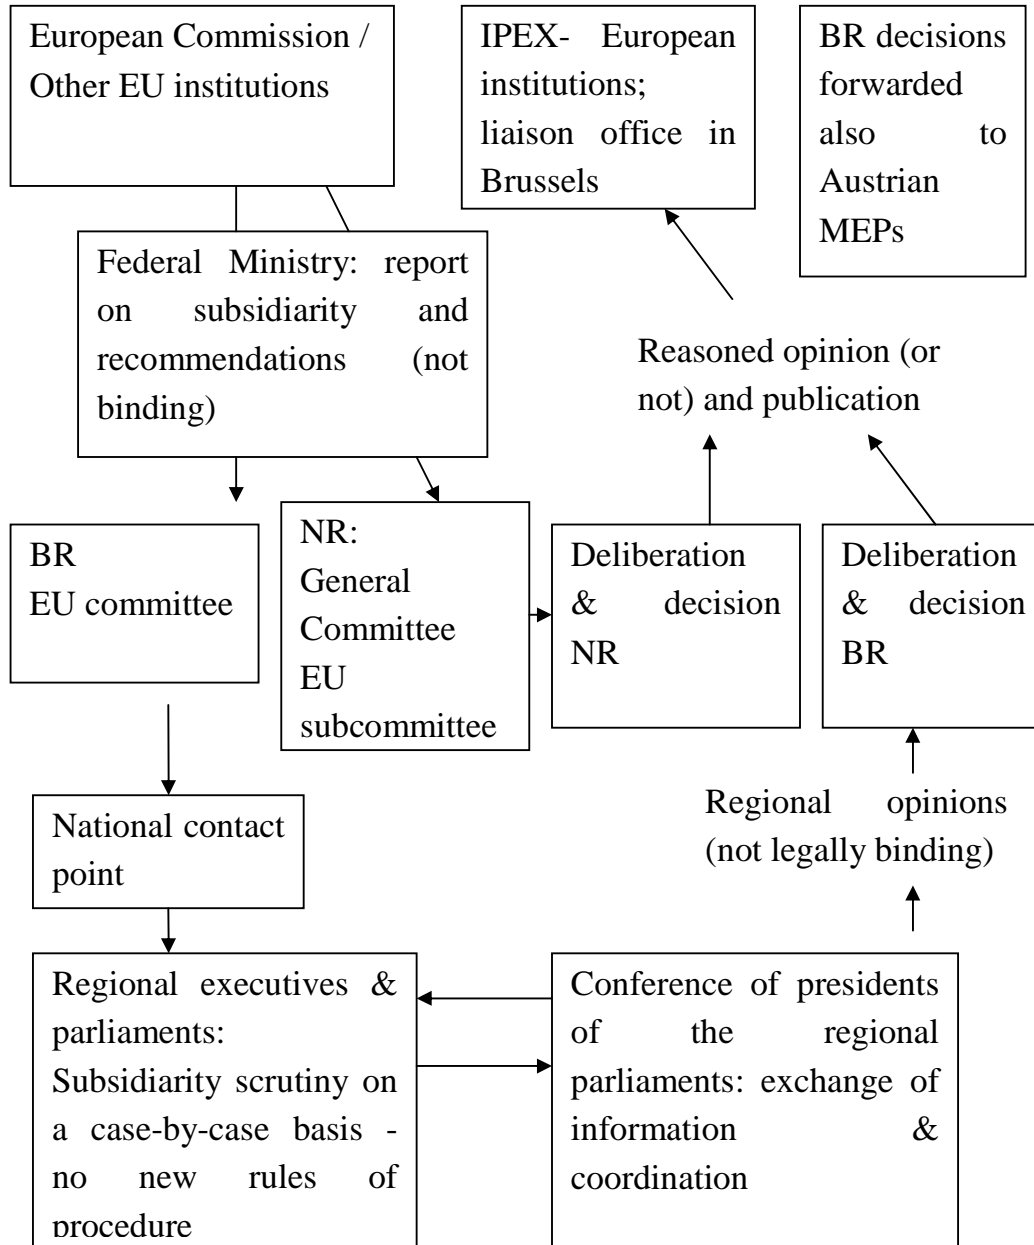 European Commission /
Other EU institutions
IPEX- European
institutions;
liaison office in
Brussels
BR decisions
forwarded
also to
Austrian
MEPs
Federal Ministry: report
on subsidiarity and
recommendations (not
binding)
Reasoned opinion (or
not) and publication
BR
EU committee
NR:
General
Committee
EU
subcommittee
Deliberation
& decision
NR
Deliberation
& decision
BR
National contact
point
Regional opinions
(not legally binding)
Regional executives &
parliaments:
Subsidiarity scrutiny on
a case-by-case basis -
no new rules of
procedure
Conference of presidents
of the regional
parliaments: exchange of
information &
coordination